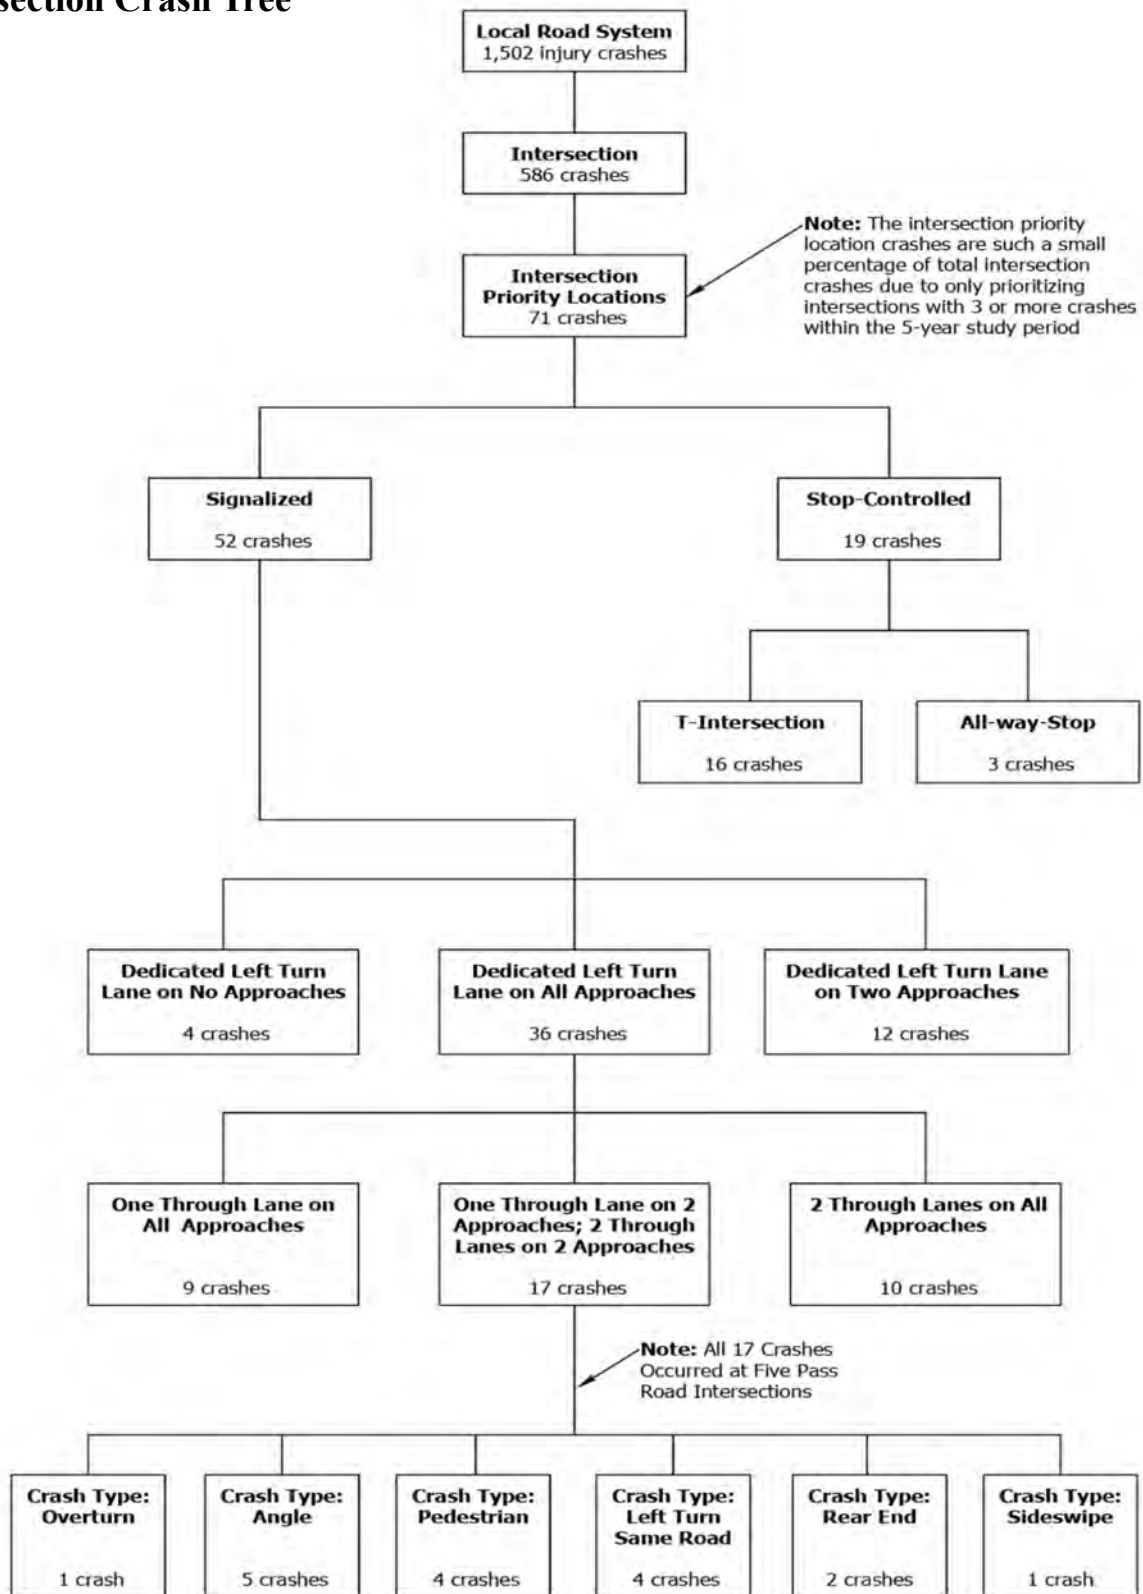 section Crash Tree
Local Road System
1,502 injury crashes
Intersection
586 crashes
Note: The intersection priority
location crashes are such a small
percentage of total intersection
crashes due to only prioritizing
intersections with 3 or more crashes
within the 5-year study period
Intersection
Priority Locations
71 crashes
Signalized
52 crashes
Stop-Controlled
19 crashes
T-Intersection
16 crashes
All-way-Stop
3 crashes
Dedicated Left Turn
Lane on No Approaches
4 crashes
Dedicated Left Turn
Lane on All Approaches
36 crashes
Dedicated Left Turn Lane
on Two Approaches
12 crashes
One Through Lane on
All Approaches
9 crashes
One Through Lane on 2
Approaches; 2 Through
Lanes on 2 Approaches
17 crashes
2 Through Lanes on All
Approaches
10 crashes
Note: All 17 Crashes
Occurred at Five Pass
Road Intersections
Crash Type:
Overturn
1 crash
Crash Type:
Angle
5 crashes
Crash Type:
Pedestrian
4 crashes
Crash Type:
Left Turn
Same Road
4 crashes
Crash Type:
Rear End
2 crashes
Crash Type:
Sideswipe
1 crash